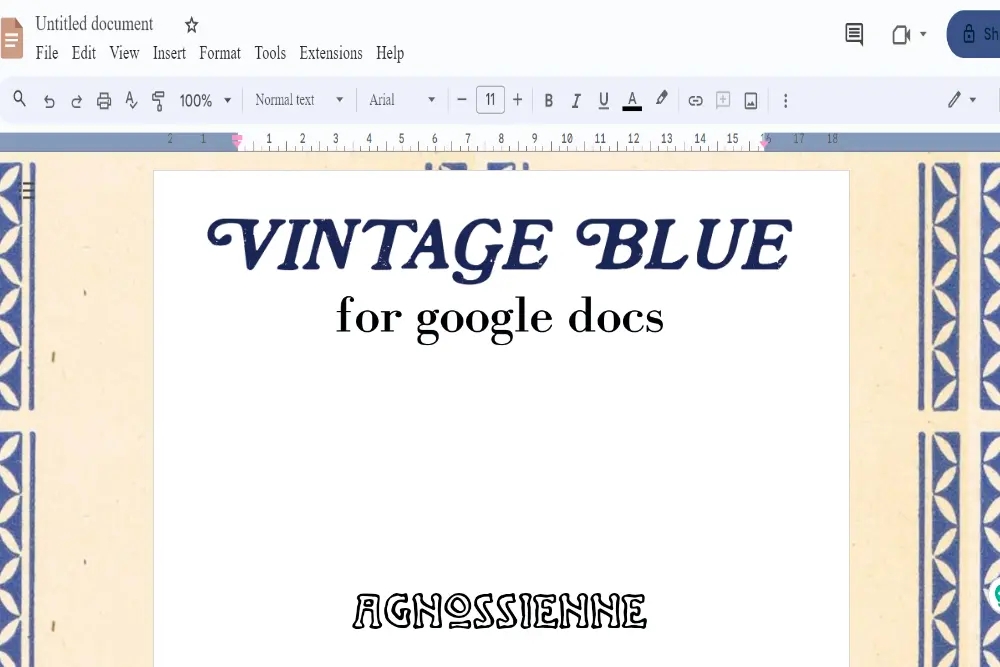 Untitled document
File Edit View Insert Format Tools Extensions Help
100% Normal text Arial 11 B I U A
2 1 1 2 3 4 5 6 7 8 9 10 11 12 13 14 15 16 17 18
VINTAGE BLUE
for google docs
AGNOSSIENNE